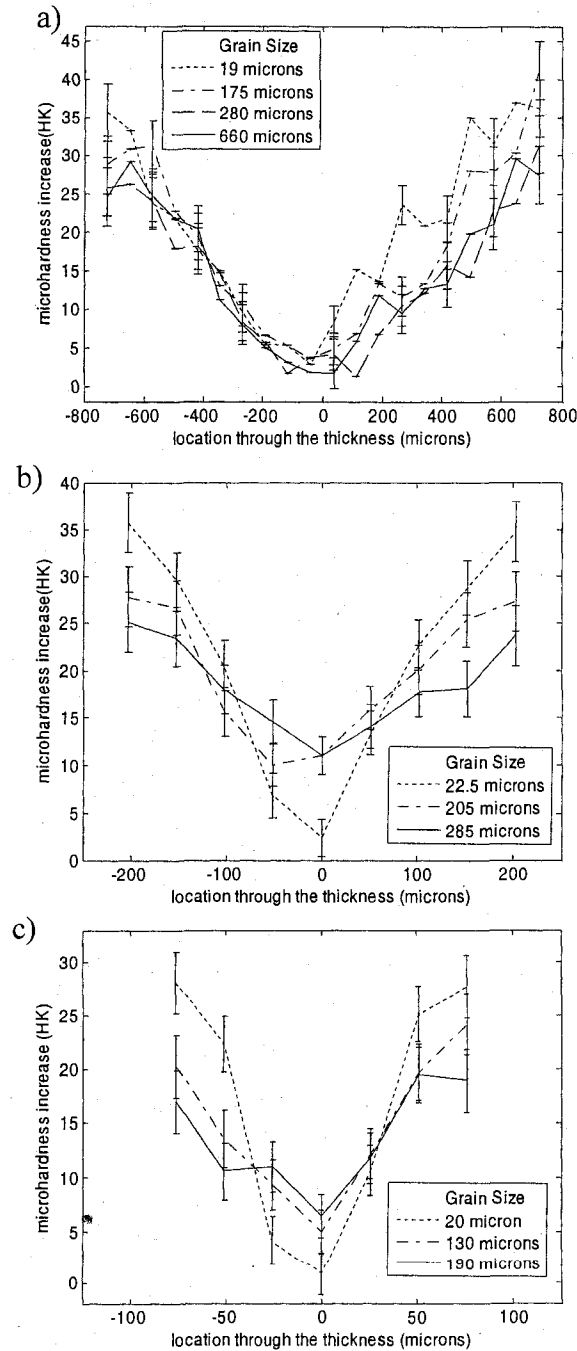 a)
45
40
35
30
25
20
15
10
5
0
microhardness increase(HK)
Grain Size
19 microns
175 microns
280 microns
660 microns
-800 -600 -400 -200 0 200 400 600 800
location through the thickness (microns)
b)
40
35
30
25
20
15
10
5
0
microhardness increase(HK)
Grain Size
22.5 microns
205 microns
285 microns
-200 -100 0 100 200
location through the thickness (microns)
c)
30
25
20
15
10
5
0
microhardness increase (HK)
Grain Size
20 micron
130 microns
190 microns
-100 -50 0 50 100
location through the thickness (microns)